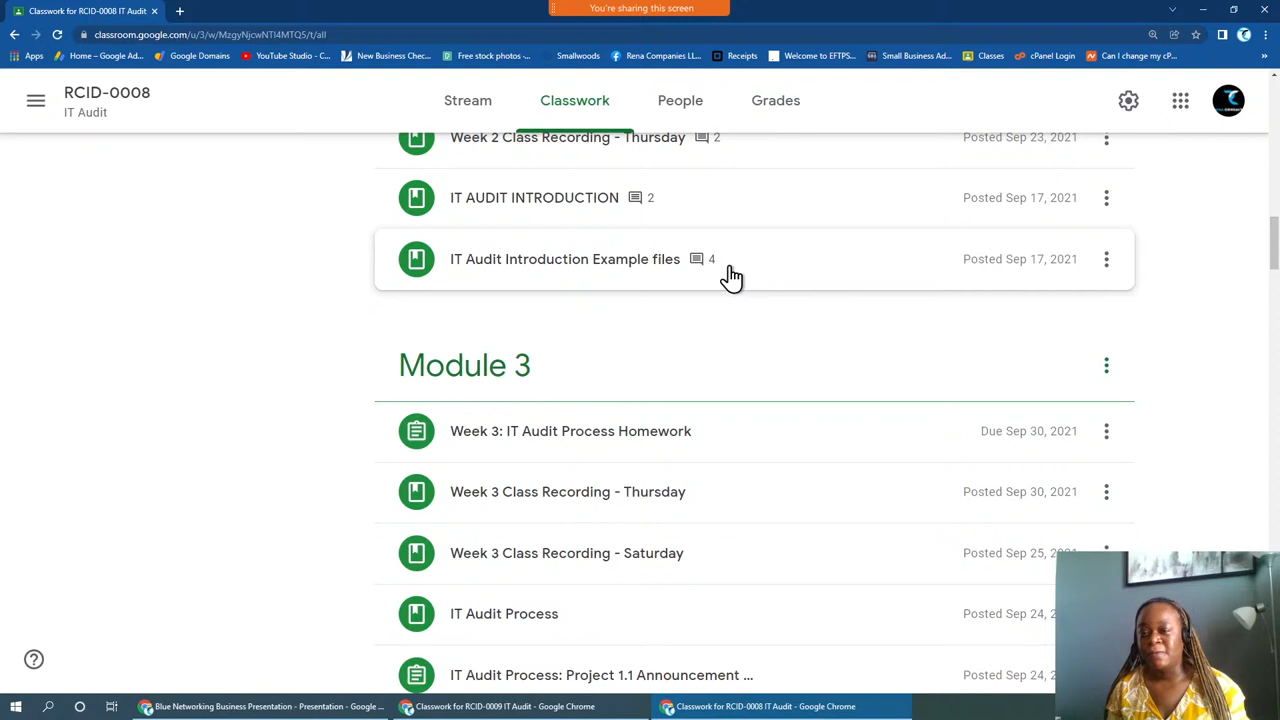 Classwork for RCID-0008 IT Audit
You're sharing this screen
classroom.google.com/u/3/w/MzgyNjcwNTI4MTQ5/t/all
Apps
Home – Google Ad...
Google Domains
YouTube Studio - C...
New Business Chec...
Free stock photos -...
Smallwoods
Rena Companies LL...
Receipts
Welcome to EFTPS...
Small Business Ad...
Classes
cPanel Login
Can I change my cP...
RCID-0008
IT Audit
Stream
Classwork
People
Grades
Week 2 Class Recording - Thursday 2 Posted Sep 23, 2021
IT AUDIT INTRODUCTION 2 Posted Sep 17, 2021
IT Audit Introduction Example files 4 Posted Sep 17, 2021
Module 3
Week 3: IT Audit Process Homework Due Sep 30, 2021
Week 3 Class Recording - Thursday Posted Sep 30, 2021
Week 3 Class Recording - Saturday Posted Sep 25, 2021
IT Audit Process Posted Sep 24, 2
IT Audit Process: Project 1.1 Announcement ... Posted Sep 24, 2
Blue Networking Business Presentation - Presentation - Google ...
Classwork for RCID-0009 IT Audit - Google Chrome
Classwork for RCID-0008 IT Audit - Google Chrome